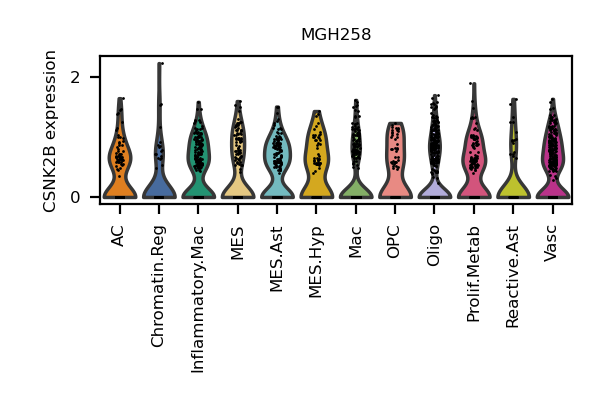 MGH258
CSNK2B expression
2
0
AC
Chromatin.Reg
Inflammatory.Mac
MES
MES.Ast
MES.Hyp
Mac
OPC
Oligo
Prolif.Metab
Reactive.Ast
Vasc